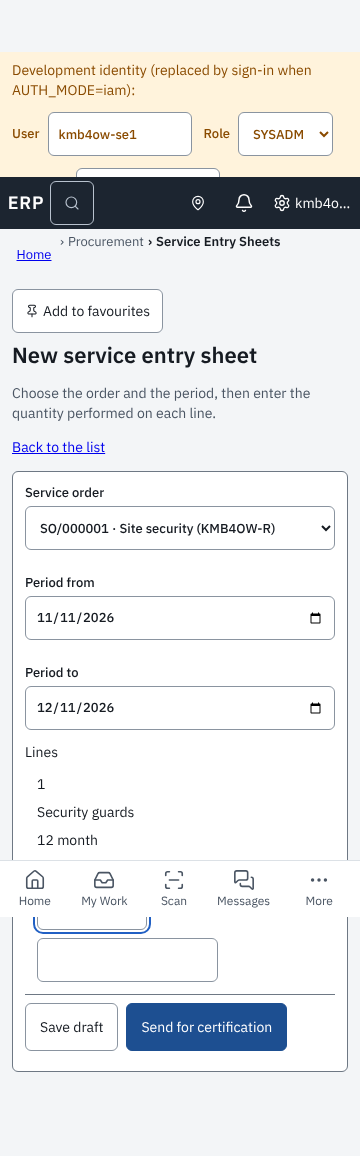 Development identity (replaced by sign-in when
AUTH_MODE=iam):
User kmb4ow-se1 Role SYSADM
ERP kmb4o...
› Procurement › Service Entry Sheets
Home
Add to favourites
New service entry sheet
Choose the order and the period, then enter the
quantity performed on each line.
Back to the list
Service order
SO/000001 · Site security (KMB4OW-R)
Period from
11/11/2026
Period to
12/11/2026
Lines
1
Security guards
12 month
Home My Work Scan Messages More
Save draft Send for certification